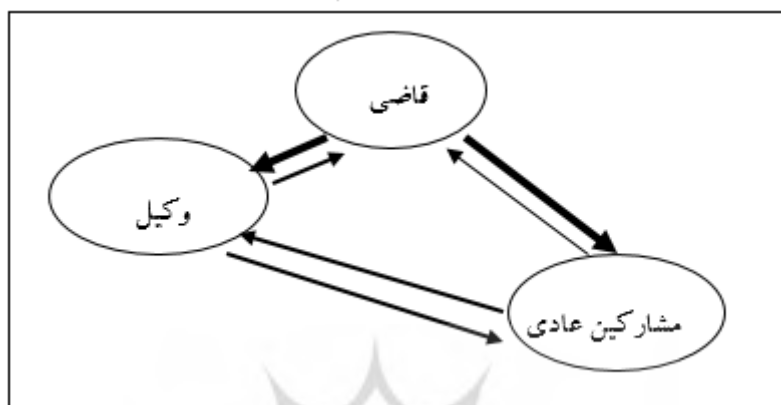 قاضی
وکیل
مشارکین عادی